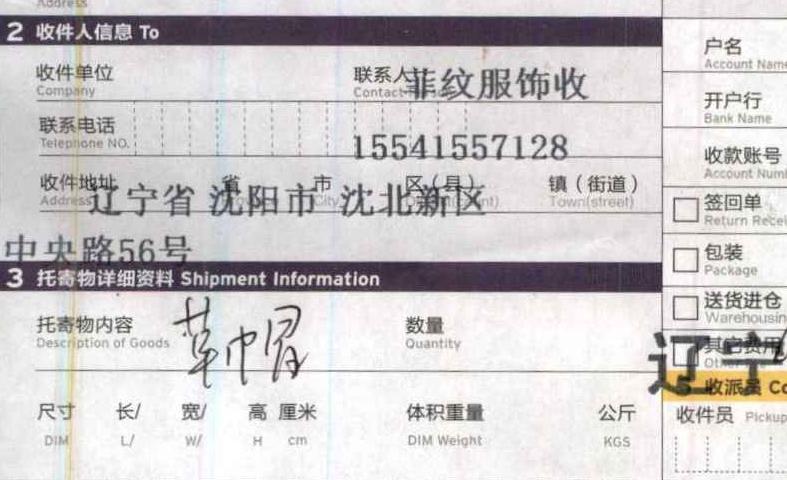 Address
2 收件人信息 To
户名
Account Name
收件单位
Company
联系人 菲纹服饰收
Contact
开户行
Bank Name
联系电话
Telephone NO.
15541557128
收款账号
Account Num
收件地址 省 市 区(县) 镇(街道)
Address City Town(street)
辽宁省 沈阳市 沈北新区
签回单
Return Recei
中央路56号
包装
Package
3 托寄物详细资料 Shipment Information
送货进仓
Warehousin
托寄物内容 草巾帽
Description of Goods
数量
Quantity
其它费用
辽宁
收派员 Co
尺寸 长/ 宽/ 高 厘米
DIM L/ W/ H cm
体积重量 公斤
DIM Weight KGS
收件员 Pickup